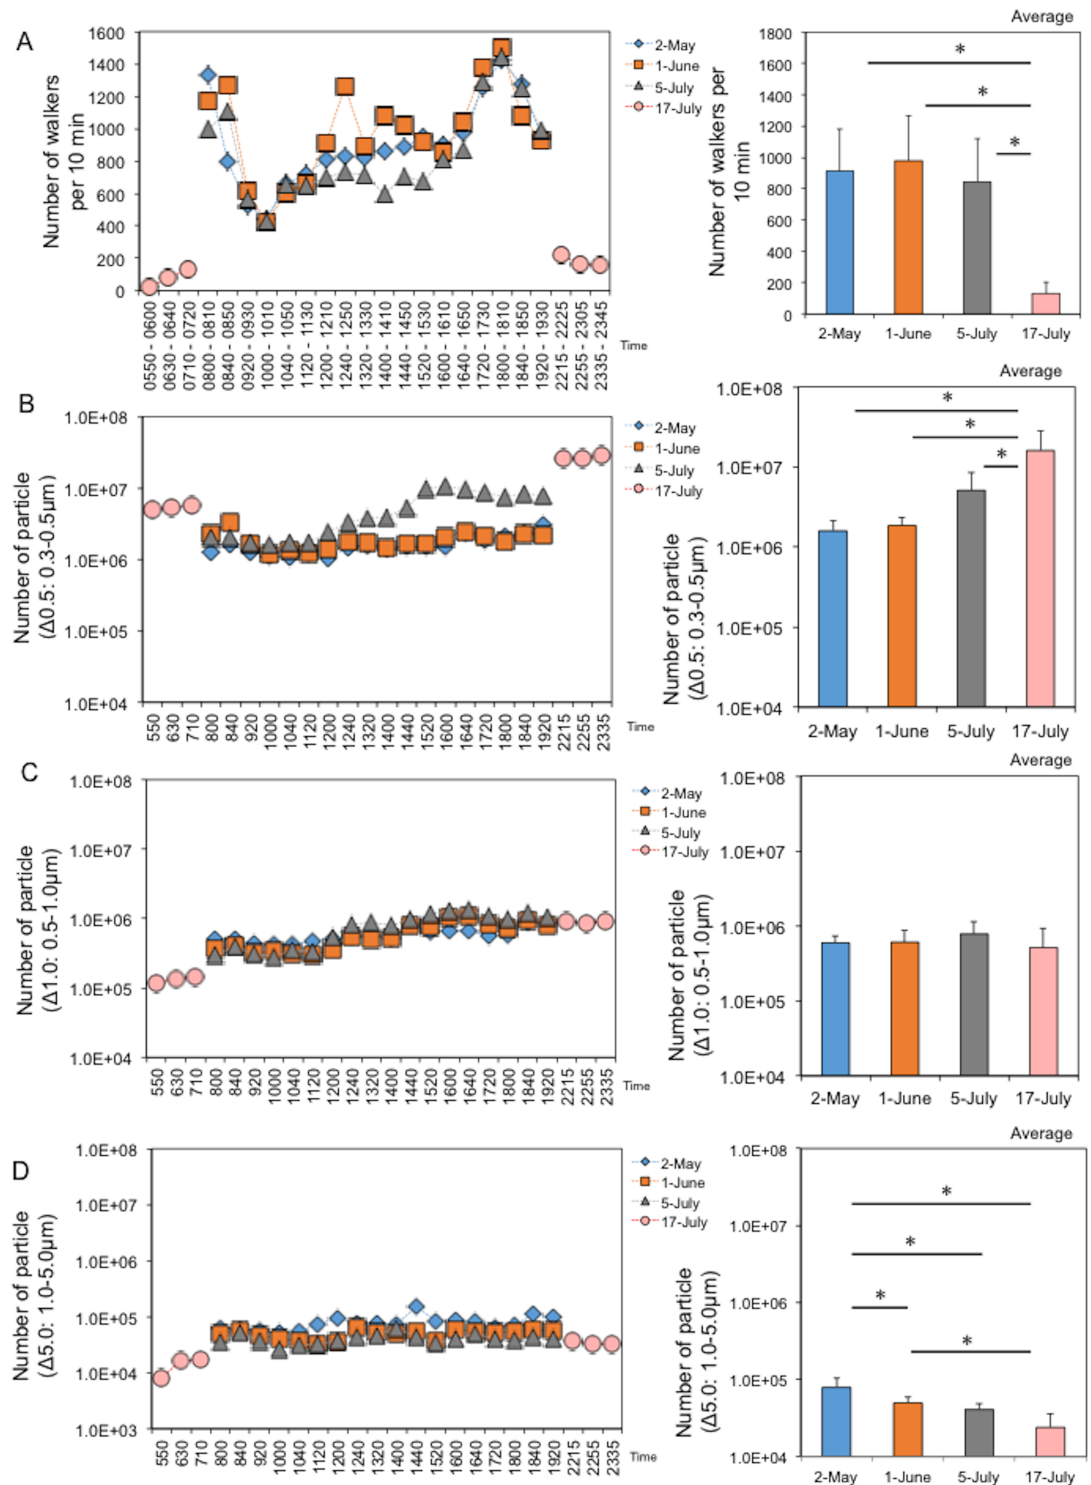 A
Number of walkers
per 10 min
1600
1400
1200
1000
800
600
400
200
0
0550 - 0600
0630 - 0640
0710 - 0720
0800 - 0810
0840 - 0850
0920 - 0930
1000 - 1010
1040 - 1050
1120 - 1130
1200 - 1210
1240 - 1250
1320 - 1330
1400 - 1410
1440 - 1450
1520 - 1530
1600 - 1610
1640 - 1650
1720 - 1730
1800 - 1810
1840 - 1850
1920 - 1930
2215 - 2225
2255 - 2305
2335 - 2345
Time
2-May
1-June
5-July
17-July
Average
Number of walkers per
10 min
1800
1600
1400
1200
1000
800
600
400
200
0
*
*
*
2-May
1-June
5-July
17-July
B
Number of particle
(Δ0.5: 0.3-0.5µm)
1.0E+08
1.0E+07
1.0E+06
1.0E+05
1.0E+04
550
630
710
800
840
920
1000
1040
1120
1200
1240
1320
1400
1440
1520
1600
1640
1720
1800
1840
1920
2215
2255
2335
Time
2-May
1-June
5-July
17-July
Average
Number of particle
(Δ0.5: 0.3-0.5µm)
1.0E+08
1.0E+07
1.0E+06
1.0E+05
1.0E+04
*
*
*
2-May
1-June
5-July
17-July
C
Number of particle
(Δ1.0: 0.5-1.0µm)
1.0E+08
1.0E+07
1.0E+06
1.0E+05
1.0E+04
550
630
710
800
840
920
1000
1040
1120
1200
1240
1320
1400
1440
1520
1600
1640
1720
1800
1840
1920
2215
2255
2335
Time
2-May
1-June
5-July
17-July
Average
Number of particle
(Δ1.0: 0.5-1.0µm)
1.0E+08
1.0E+07
1.0E+06
1.0E+05
1.0E+04
2-May
1-June
5-July
17-July
D
Number of particle
(Δ5.0: 1.0-5.0µm)
1.0E+08
1.0E+07
1.0E+06
1.0E+05
1.0E+04
1.0E+03
550
630
710
800
840
920
1000
1040
1120
1200
1240
1320
1400
1440
1520
1600
1640
1720
1800
1840
1920
2215
2255
2335
Time
2-May
1-June
5-July
17-July
Average
Number of particle
(Δ5.0: 1.0-5.0µm)
1.0E+08
1.0E+07
1.0E+06
1.0E+05
1.0E+04
*
*
*
*
2-May
1-June
5-July
17-July